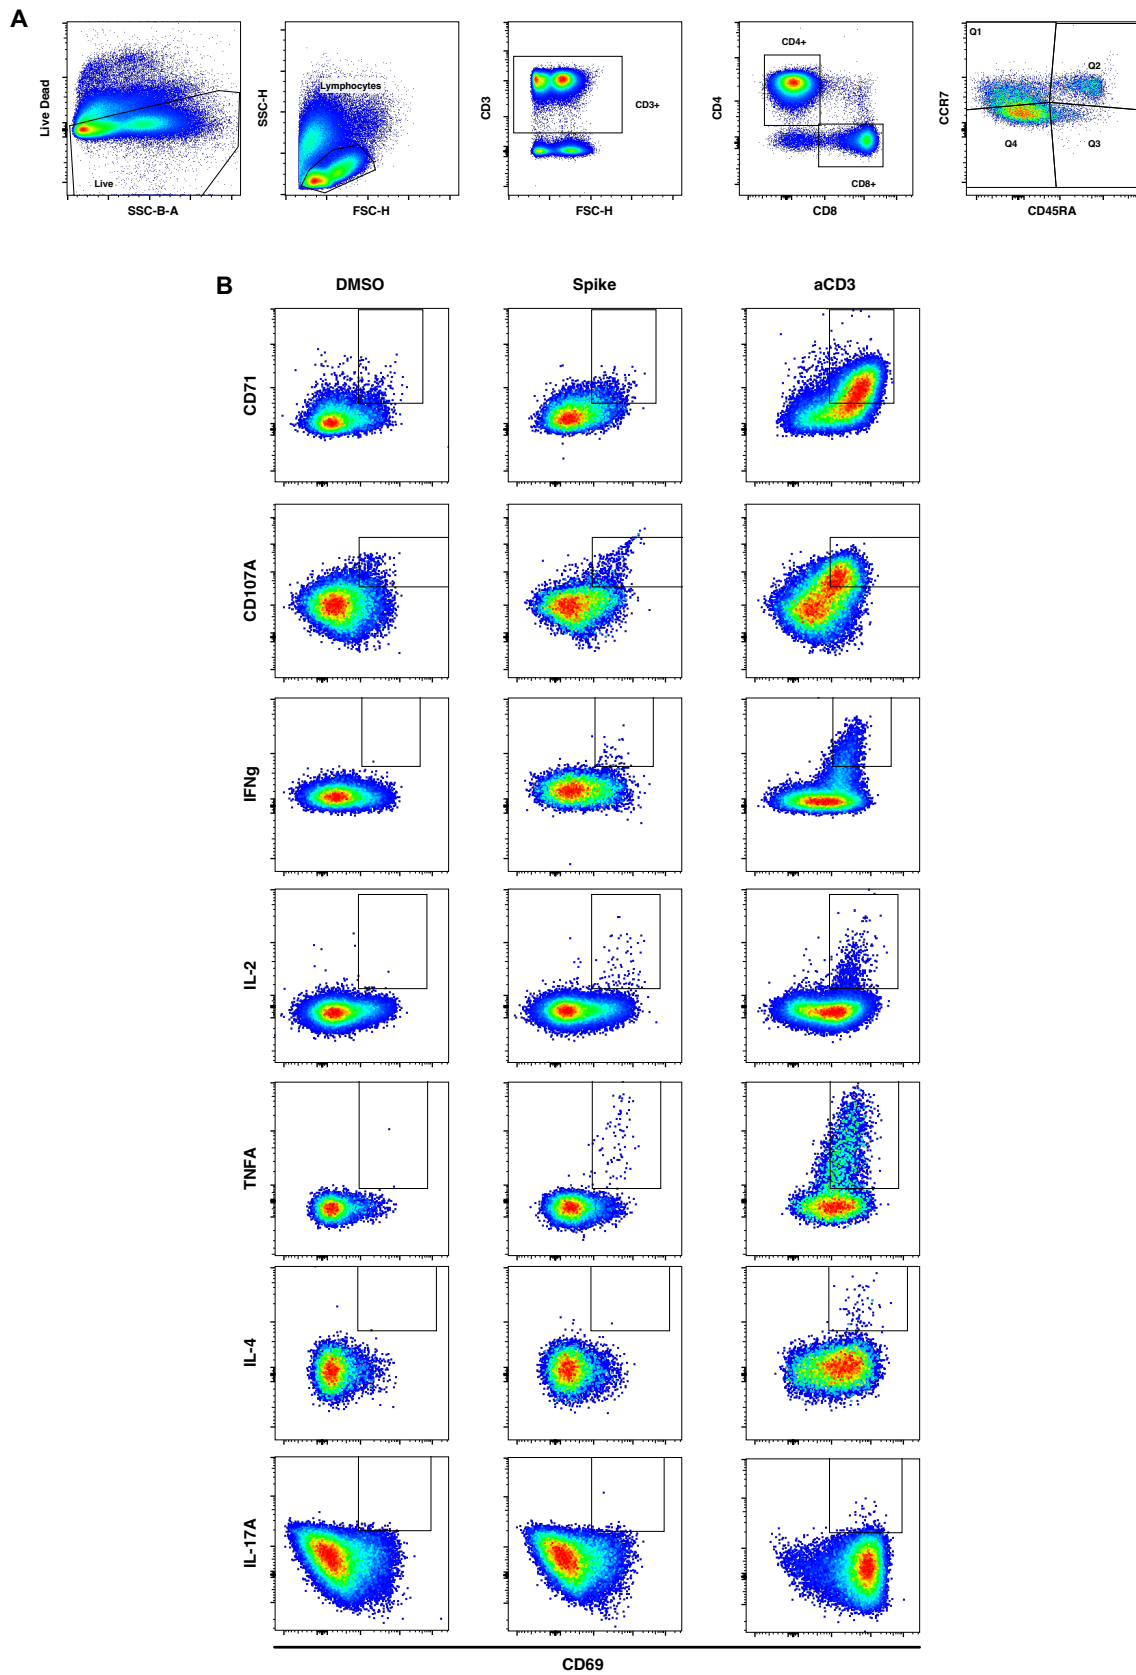 A
Live Dead
Live
SSC-B-A
SSC-H
Lymphocytes
FSC-H
CD3
CD3+
FSC-H
CD4
CD4+
CD8+
CD8
CCR7
Q1
Q2
Q4
Q3
CD45RA
B
DMSO
Spike
aCD3
CD71
CD107A
IFNg
IL-2
TNFA
IL-4
IL-17A
CD69